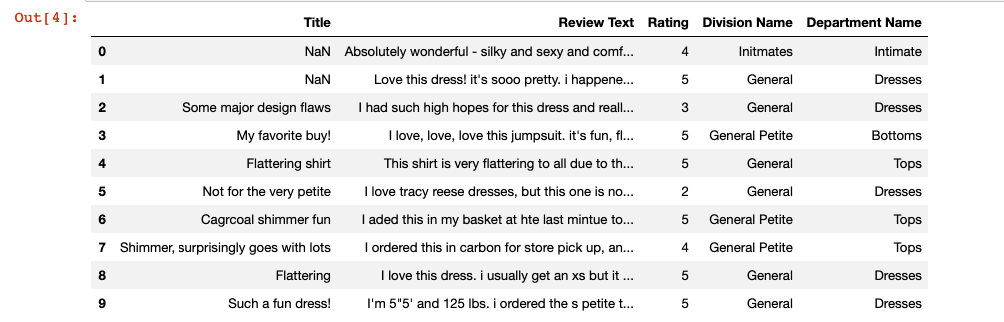 Out[4]:
Title Review Text Rating Division Name Department Name
0 NaN Absolutely wonderful - silky and sexy and comf... 4 Initmates Intimate
1 NaN Love this dress! it's sooo pretty. i happene... 5 General Dresses
2 Some major design flaws I had such high hopes for this dress and reall... 3 General Dresses
3 My favorite buy! I love, love, love this jumpsuit. it's fun, fl... 5 General Petite Bottoms
4 Flattering shirt This shirt is very flattering to all due to th... 5 General Tops
5 Not for the very petite I love tracy reese dresses, but this one is no... 2 General Dresses
6 Cagrcoal shimmer fun I aded this in my basket at hte last mintue to... 5 General Petite Tops
7 Shimmer, surprisingly goes with lots I ordered this in carbon for store pick up, an... 4 General Petite Tops
8 Flattering I love this dress. i usually get an xs but it ... 5 General Dresses
9 Such a fun dress! I'm 5"5' and 125 lbs. i ordered the s petite t... 5 General Dresses